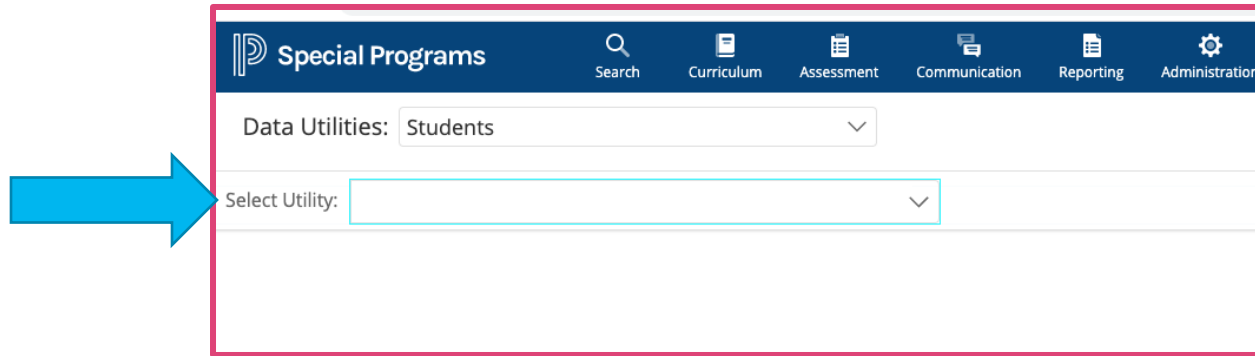 Special Programs
Search
Curriculum
Assessment
Communication
Reporting
Administration
Data Utilities: Students
Select Utility: